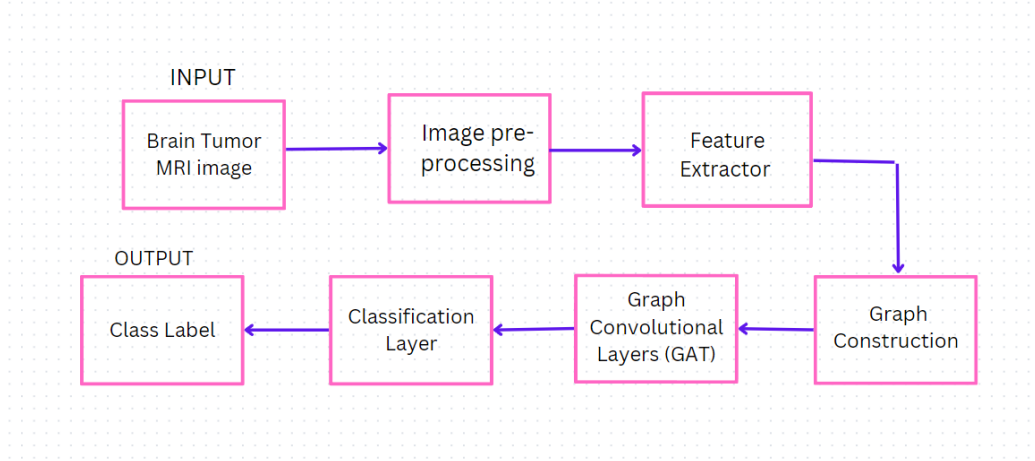 INPUT
Brain Tumor
MRI image
Image pre-
processing
Feature
Extractor
Graph
Construction
Graph
Convolutional
Layers (GAT)
Classification
Layer
OUTPUT
Class Label